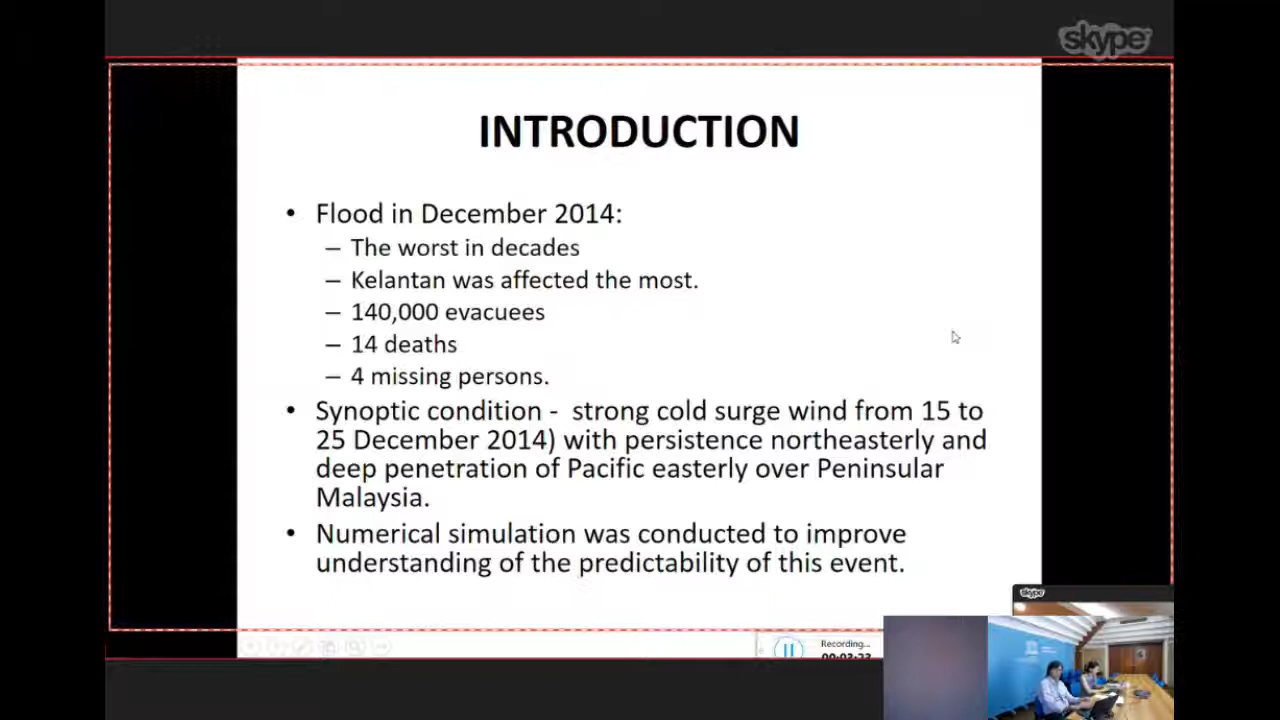 skype
INTRODUCTION
• Flood in December 2014:
– The worst in decades
– Kelantan was affected the most.
– 140,000 evacuees
– 14 deaths
– 4 missing persons.
• Synoptic condition - strong cold surge wind from 15 to
25 December 2014) with persistence northeasterly and
deep penetration of Pacific easterly over Peninsular
Malaysia.
• Numerical simulation was conducted to improve
understanding of the predictability of this event.
skype
Recording...